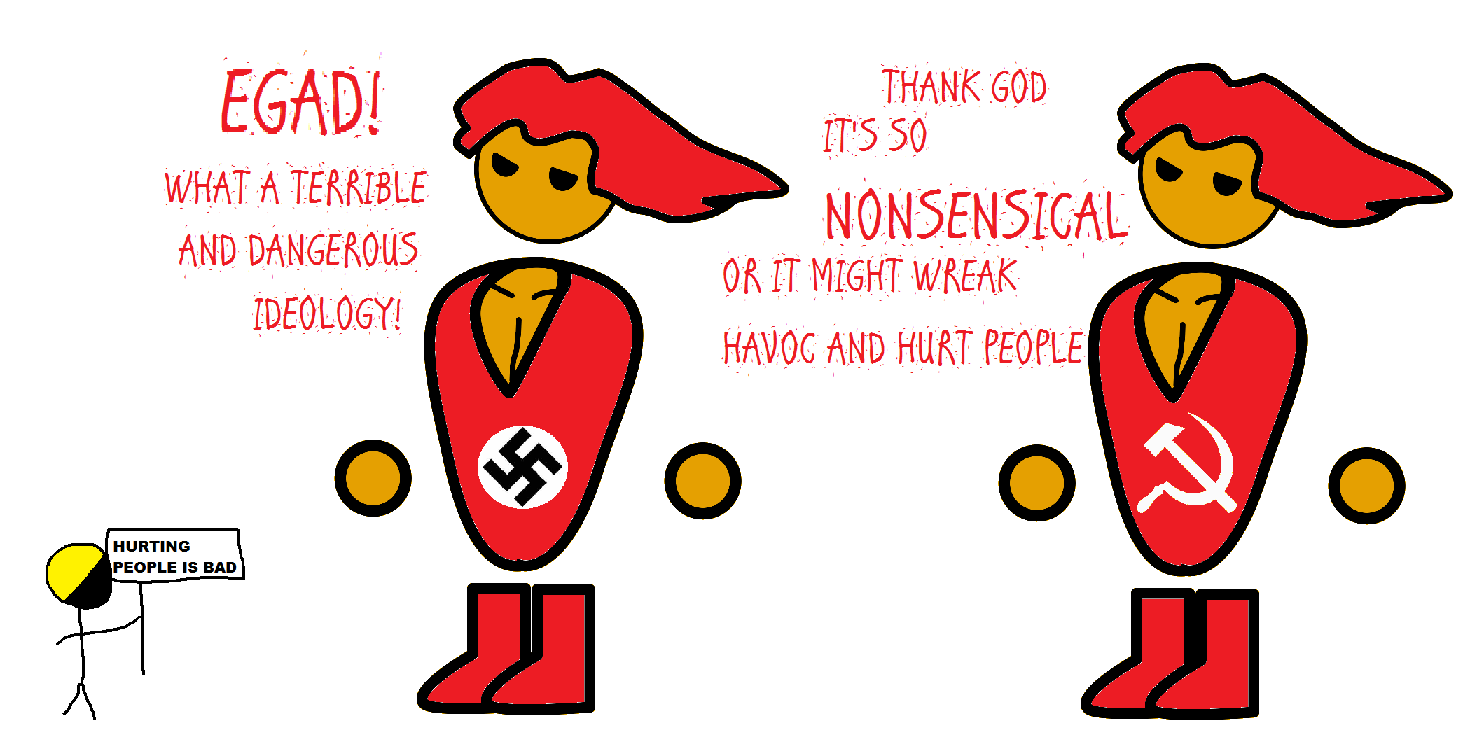 EGAD!
WHAT A TERRIBLE
AND DANGEROUS
IDEOLOGY!
THANK GOD
IT'S SO
NONSENSICAL
OR IT MIGHT WREAK
HAVOC AND HURT PEOPLE
HURTING
PEOPLE IS BAD